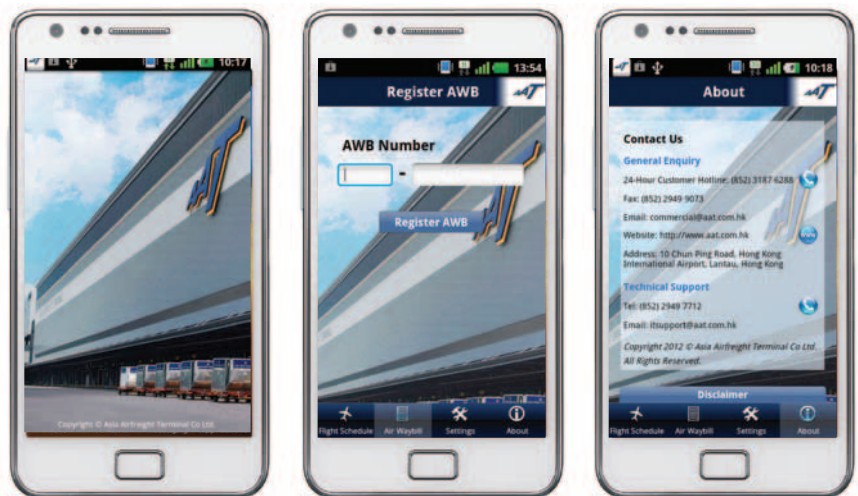 10:17
AAT
Copyright © Asia Airfreight Terminal Co Ltd
13:54
Register AWB
AAT
AWB Number
-
Register AWB
Flight Schedule
Air Waybill
Settings
About
10:18
About
AAT
Contact Us
General Enquiry
24-Hour Customer Hotline: (852) 3187 6288
Fax: (852) 2949 9073
Email: commercial@aat.com.hk
Website: http://www.aat.com.hk
www
Address: 10 Chun Ping Road, Hong Kong
International Airport, Lantau, Hong Kong
Technical Support
Tel: (852) 2949 7712
Email: itsupport@aat.com.hk
Copyright 2012 © Asia Airfreight Terminal Co Ltd.
All Rights Reserved.
Disclaimer
Flight Schedule
Air Waybill
Settings
About